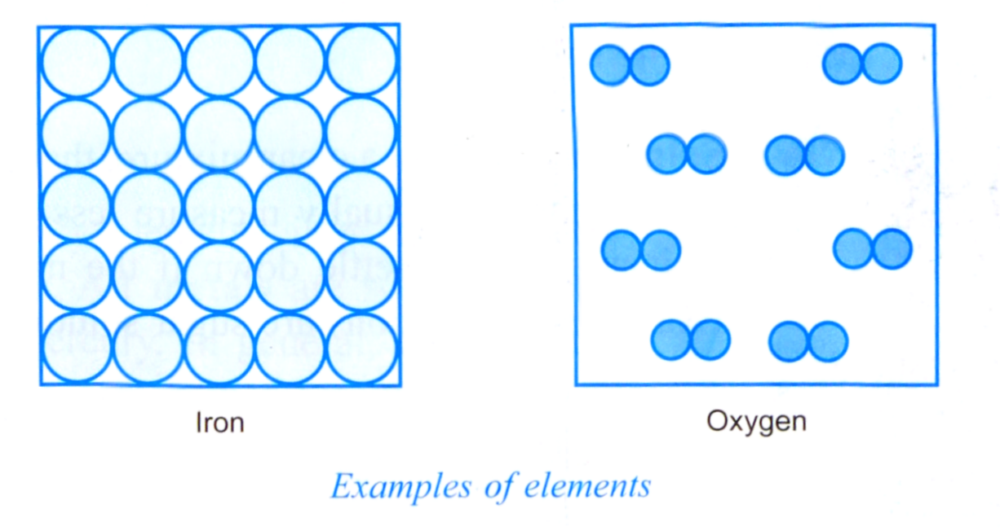 Iron
Oxygen
Examples of elements